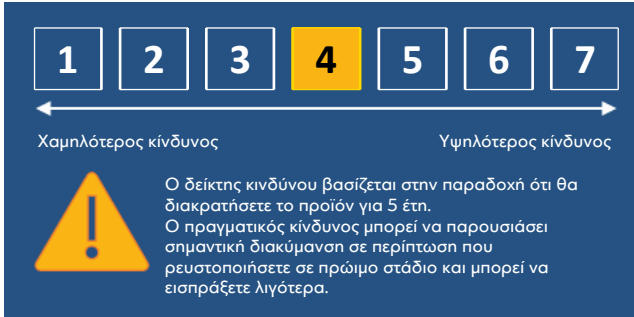 1 2 3 4 5 6 7
Χαμηλότερος κίνδυνος Υψηλότερος κίνδυνος
Ο δείκτης κινδύνου βασίζεται στην παραδοχή ότι θα
διακρατήσετε το προϊόν για 5 έτη.
Ο πραγματικός κίνδυνος μπορεί να παρουσιάσει
σημαντική διακύμανση σε περίπτωση που
ρευστοποιήσετε σε πρώιμο στάδιο και μπορεί να
εισπράξετε λιγότερα.